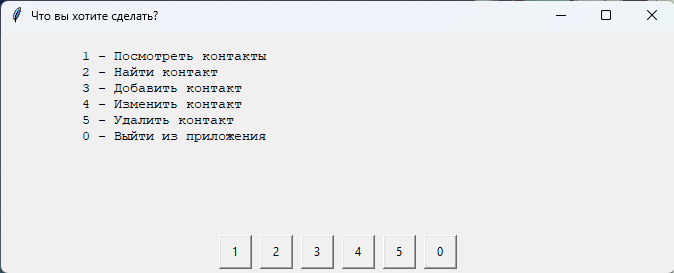 Что вы хотите сделать?
1 - Посмотреть контакты
2 - Найти контакт
3 - Добавить контакт
4 - Изменить контакт
5 - Удалить контакт
0 - Выйти из приложения
1 2 3 4 5 0